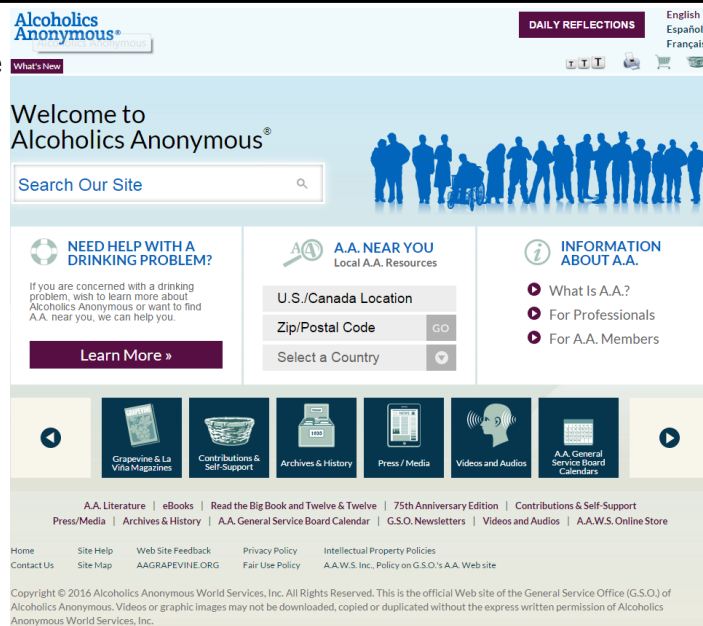 Alcoholics
Anonymous®
Alcoholics Anonymous
DAILY REFLECTIONS
English
Español
Français
e
What's New
T T T
Welcome to
Alcoholics Anonymous®
Search Our Site
NEED HELP WITH A
DRINKING PROBLEM?
If you are concerned with a drinking
problem, wish to learn more about
Alcoholics Anonymous or want to find
A.A. near you, we can help you.
Learn More »
AA
A.A. NEAR YOU
Local A.A. Resources
U.S./Canada Location
Zip/Postal Code GO
Select a Country
i
INFORMATION
ABOUT A.A.
What Is A.A.?
For Professionals
For A.A. Members
GRAPEVINE
Grapevine & La
Viña Magazines
Contributions &
Self-Support
1935
Archives & History
Press / Media
Videos and Audios
A.A. General
Service Board
Calendars
A.A. Literature | eBooks | Read the Big Book and Twelve & Twelve | 75th Anniversary Edition | Contributions & Self-Support
Press/Media | Archives & History | A.A. General Service Board Calendar | G.S.O. Newsletters | Videos and Audios | A.A.W.S. Online Store
Home Site Help Web Site Feedback Privacy Policy Intellectual Property Policies
Contact Us Site Map AAGRAPEVINE.ORG Fair Use Policy A.A.W.S. Inc., Policy on G.S.O.'s A.A. Web site
Copyright © 2016 Alcoholics Anonymous World Services, Inc. All Rights Reserved. This is the official Web site of the General Service Office (G.S.O.) of
Alcoholics Anonymous. Videos or graphic images may not be downloaded, copied or duplicated without the express written permission of Alcoholics
Anonymous World Services, Inc.